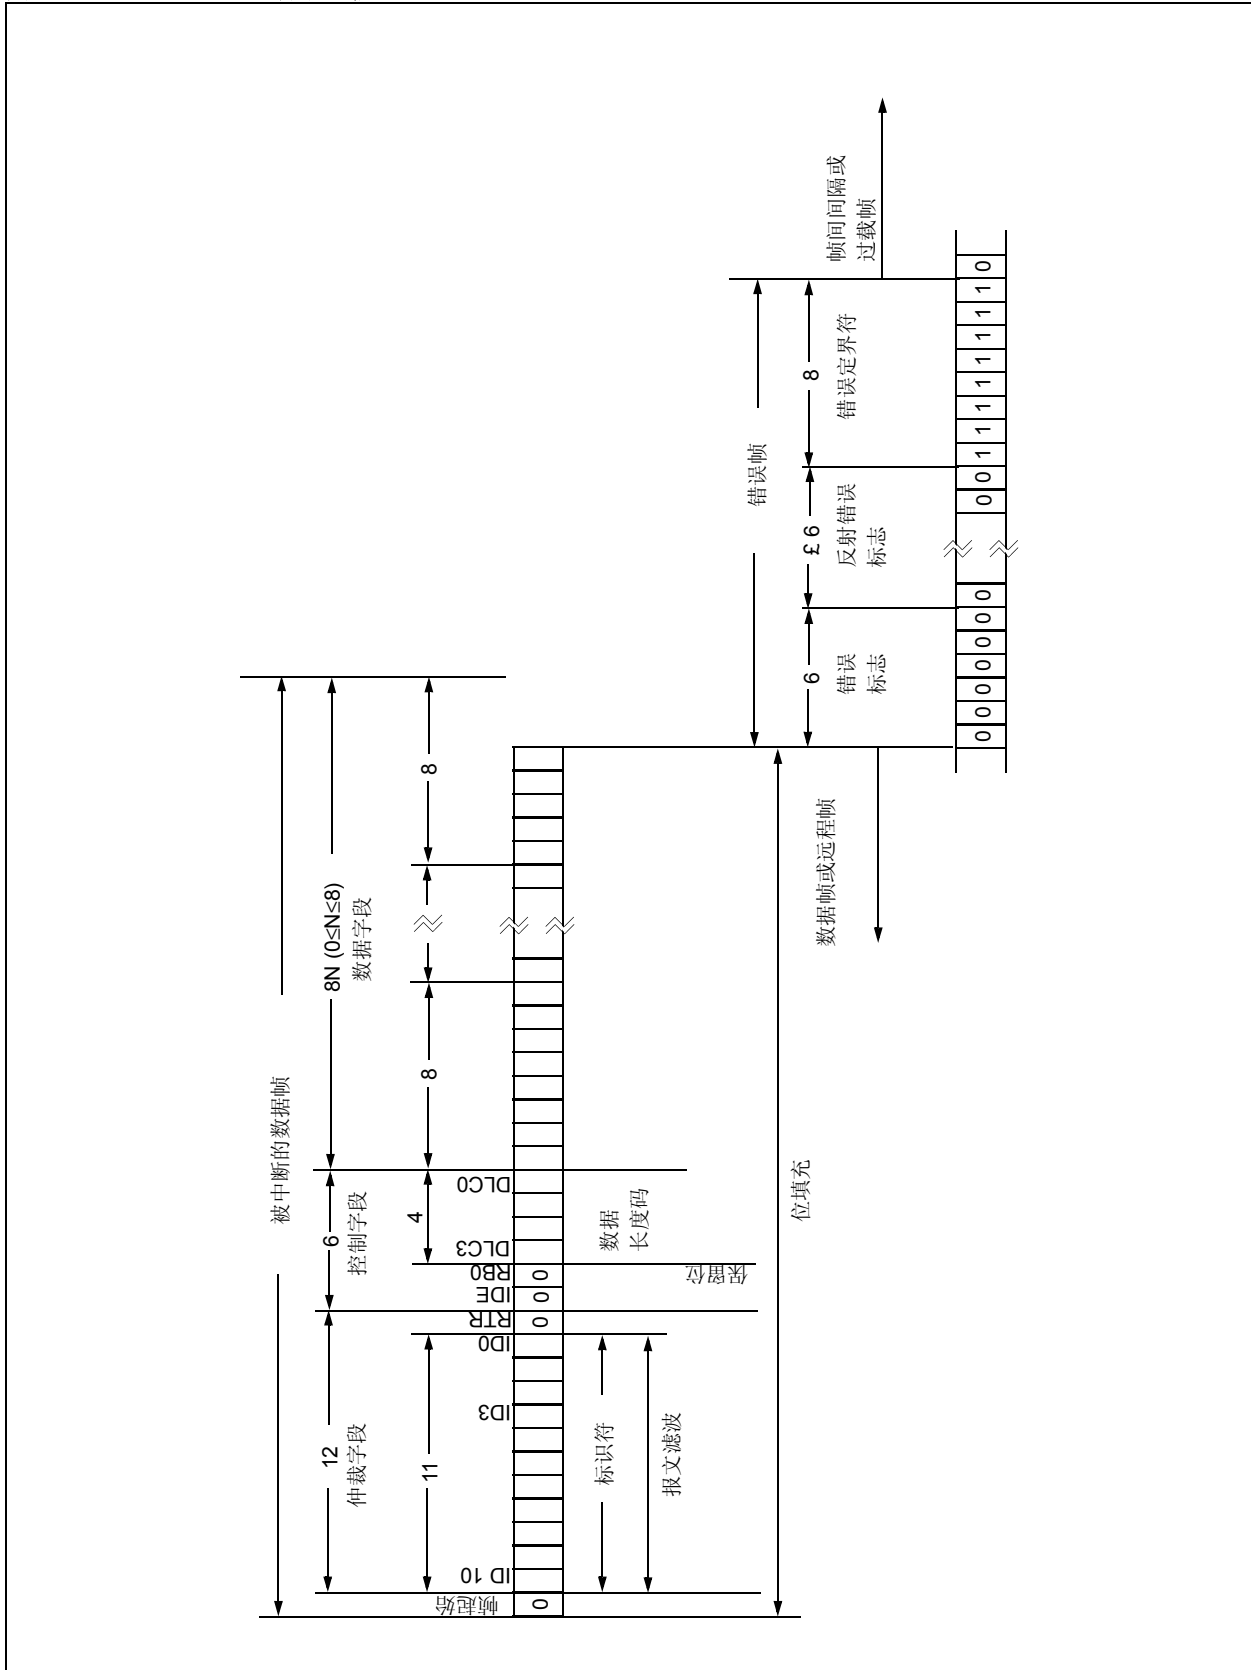 被中断的数据帧
12
仲裁字段
6
控制字段
8N (0≤N≤8)
数据字段
11
4
8
8
帧起始
ID 10
ID3
ID0
RTR
IDE
RB0
DLC3
DLC0
0
0
0
0
标识符
报文滤波
数据
长度码
保留位
位填充
数据帧或远程帧
错误帧
6
错误
标志
£ 6
反射错误
标志
8
错误定界符
帧间间隔或
过载帧
0 0 0 0 0 0 0 0 0 1 1 1 1 1 1 1 1 0